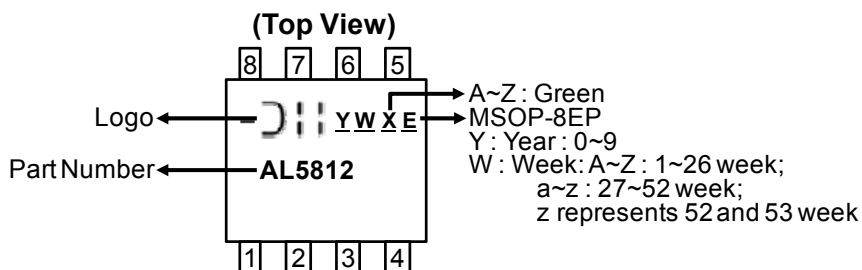 (Top View)
8 7 6 5
Logo
Y W X E
A~Z : Green
MSOP-8EP
Y : Year : 0~9
W : Week: A~Z : 1~26 week;
a~z : 27~52 week;
z represents 52 and 53 week
Part Number
AL5812
1 2 3 4